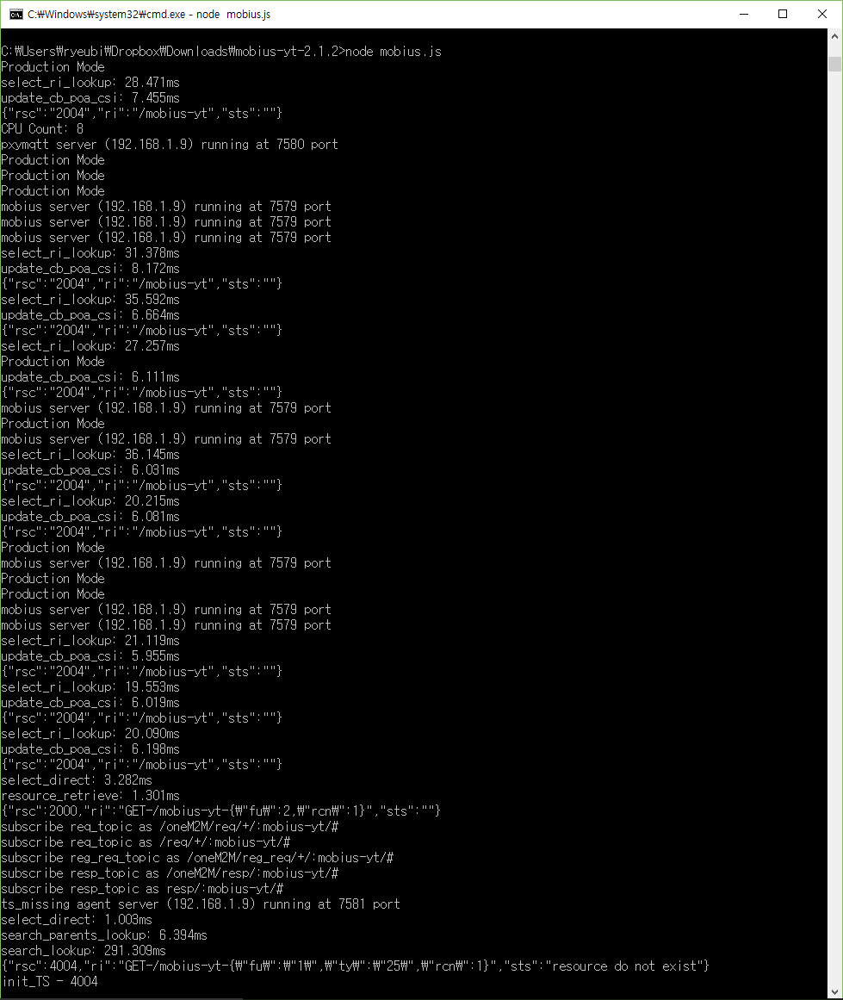 C:\Windows\system32\cmd.exe - node  mobius.js
C:₩Users₩ryeubi₩Dropbox₩Downloads₩mobius-yt-2.1.2>node mobius.js
Production Mode
select_ri_lookup: 28.471ms
update_cb_poa_csi: 7.455ms
{"rsc":"2004","ri":"/mobius-yt","sts":""}
CPU Count: 8
pxymqtt server (192.168.1.9) running at 7580 port
Production Mode
Production Mode
Production Mode
mobius server (192.168.1.9) running at 7579 port
mobius server (192.168.1.9) running at 7579 port
mobius server (192.168.1.9) running at 7579 port
select_ri_lookup: 31.378ms
update_cb_poa_csi: 8.172ms
{"rsc":"2004","ri":"/mobius-yt","sts":""}
select_ri_lookup: 35.592ms
update_cb_poa_csi: 6.664ms
{"rsc":"2004","ri":"/mobius-yt","sts":""}
select_ri_lookup: 27.257ms
Production Mode
update_cb_poa_csi: 6.111ms
{"rsc":"2004","ri":"/mobius-yt","sts":""}
mobius server (192.168.1.9) running at 7579 port
Production Mode
mobius server (192.168.1.9) running at 7579 port
select_ri_lookup: 36.145ms
update_cb_poa_csi: 6.031ms
{"rsc":"2004","ri":"/mobius-yt","sts":""}
select_ri_lookup: 20.215ms
update_cb_poa_csi: 6.081ms
{"rsc":"2004","ri":"/mobius-yt","sts":""}
Production Mode
mobius server (192.168.1.9) running at 7579 port
Production Mode
Production Mode
mobius server (192.168.1.9) running at 7579 port
mobius server (192.168.1.9) running at 7579 port
select_ri_lookup: 21.119ms
update_cb_poa_csi: 5.955ms
{"rsc":"2004","ri":"/mobius-yt","sts":""}
select_ri_lookup: 19.553ms
update_cb_poa_csi: 6.019ms
{"rsc":"2004","ri":"/mobius-yt","sts":""}
select_ri_lookup: 20.090ms
update_cb_poa_csi: 6.198ms
{"rsc":"2004","ri":"/mobius-yt","sts":""}
select_direct: 3.282ms
resource_retrieve: 1.301ms
{"rsc":2000,"ri":"GET-/mobius-yt-{₩"fu₩":2,₩"rcn₩":1}","sts":""}
subscribe req_topic as /oneM2M/req/+/:mobius-yt/#
subscribe req_topic as /req/+/:mobius-yt/#
subscribe reg_req_topic as /oneM2M/reg_req/+/:mobius-yt/#
subscribe resp_topic as /oneM2M/resp/:mobius-yt/#
subscribe resp_topic as resp/:mobius-yt/#
ts_missing agent server (192.168.1.9) running at 7581 port
select_direct: 1.003ms
search_parents_lookup: 6.394ms
search_lookup: 291.309ms
{"rsc":4004,"ri":"GET-/mobius-yt-{₩"fu₩":₩"1₩",₩"ty₩":₩"25₩",₩"rcn₩":1}","sts":"resource do not exist"}
init_TS - 4004